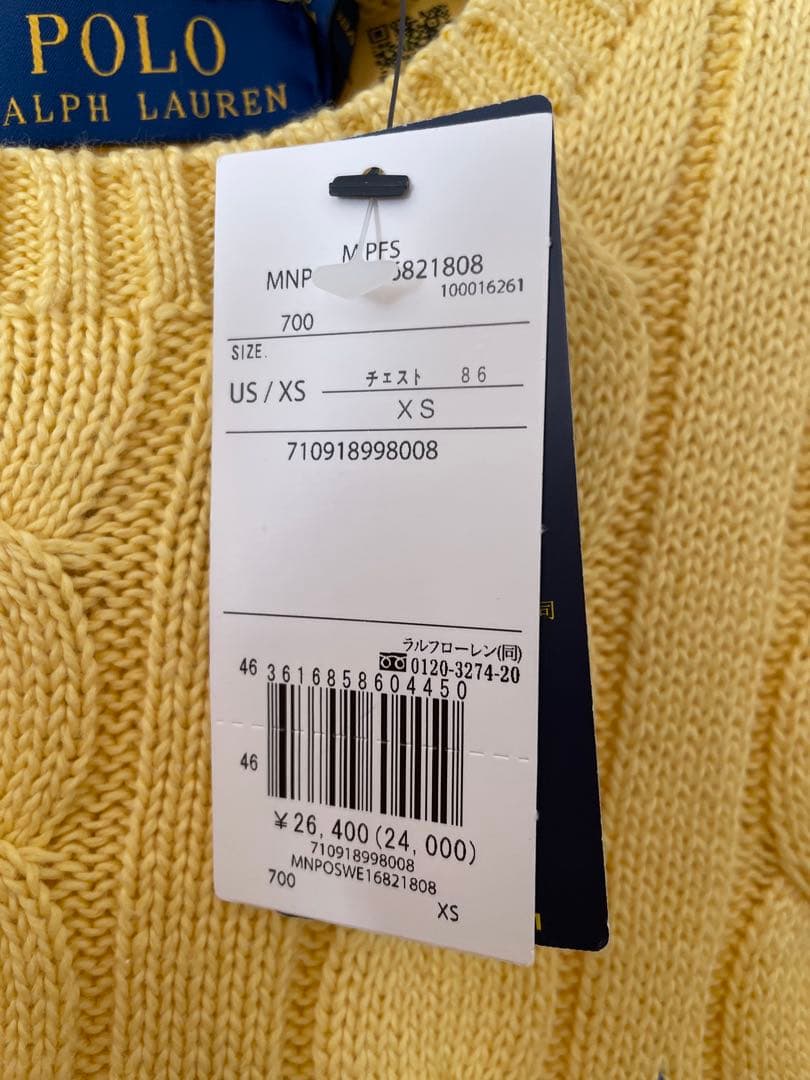 POLO
ALPH LAUREN
MPFS
MNP 6821808
100016261
700
SIZE.
US / XS チェスト 86
XS
710918998008
ラルフローレン(同)
0120-3274-20
46 3616858604450
46
¥26,400(24,000)
710918998008
MNPOSWE16821808
700
XS
同